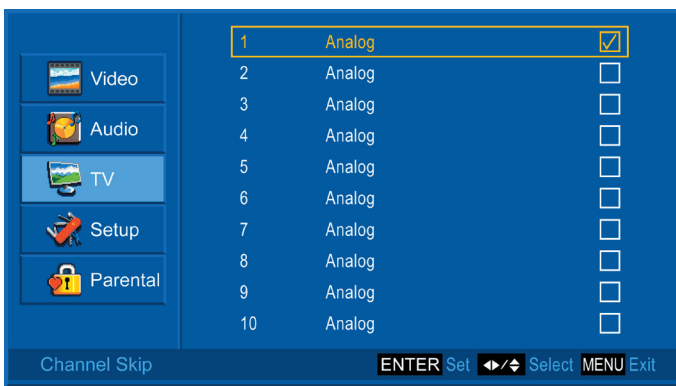 Video
Audio
TV
Setup
Parental
1 Analog
2 Analog
3 Analog
4 Analog
5 Analog
6 Analog
7 Analog
8 Analog
9 Analog
10 Analog
Channel Skip ENTER Set / Select MENU Exit